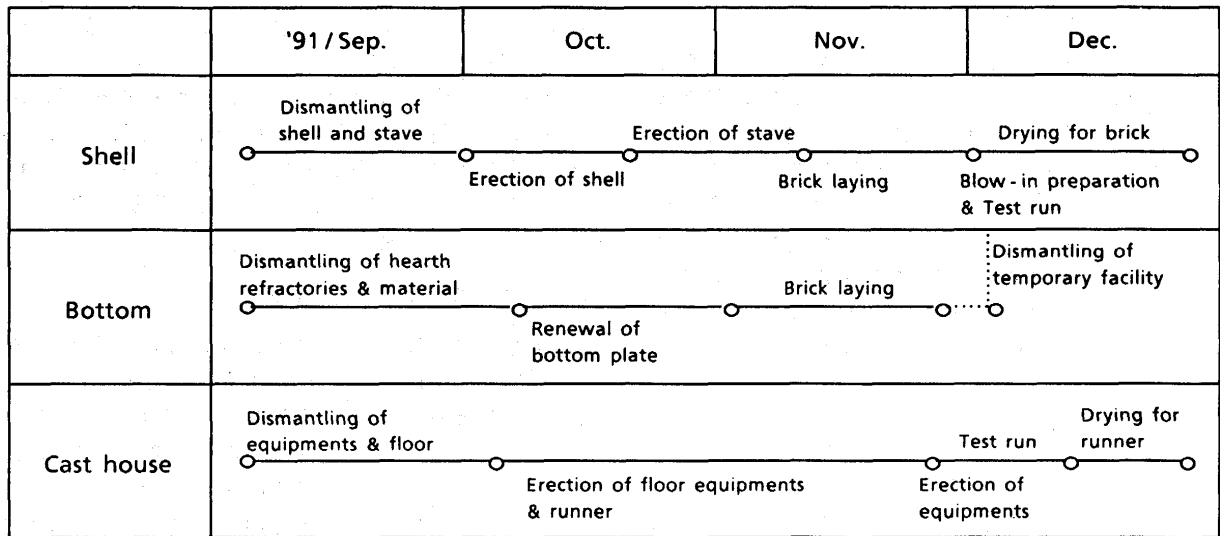 '91 / Sep.
Oct.
Nov.
Dec.
Shell
Dismantling of
shell and stave
Erection of shell
Erection of stave
Brick laying
Drying for brick
Blow - in preparation
& Test run
Bottom
Dismantling of hearth
refractories & material
Renewal of
bottom plate
Brick laying
Dismantling of
temporary facility
Cast house
Dismantling of
equipments & floor
Erection of floor equipments
& runner
Test run
Erection of
equipments
Drying for
runner